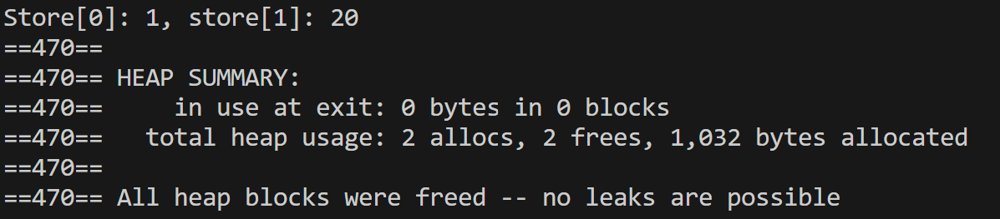 Store[0]: 1, store[1]: 20
==470==
==470== HEAP SUMMARY:
==470==     in use at exit: 0 bytes in 0 blocks
==470==   total heap usage: 2 allocs, 2 frees, 1,032 bytes allocated
==470==
==470== All heap blocks were freed -- no leaks are possible